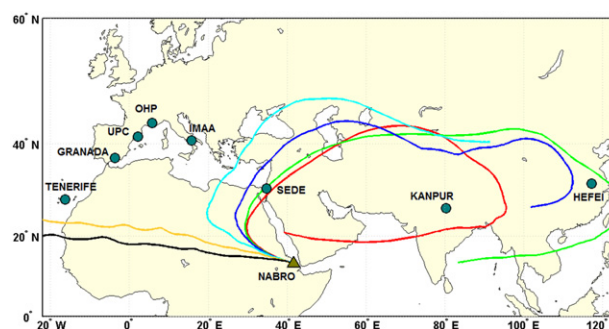 60° N
OHP
UPC
IMAA
40° N
GRANADA
TENERIFE
SEDE
KANPUR
HEFEI
20° N
NABRO
0°
20° W
0°
20° E
40° E
60° E
80° E
100° E
120° E